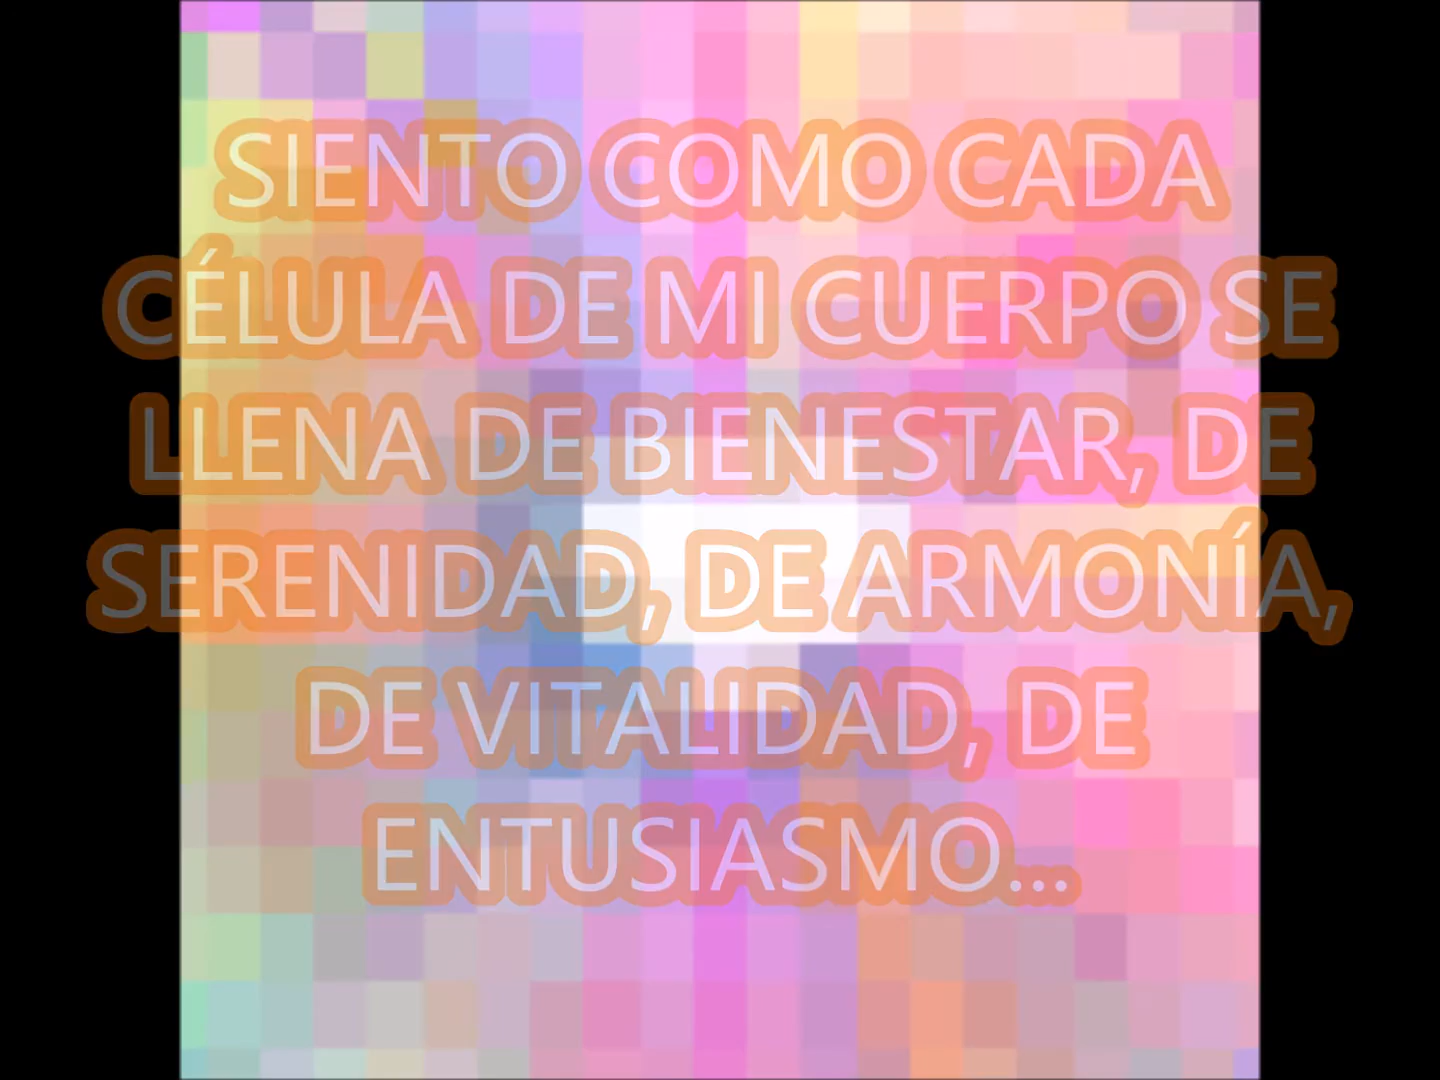 SIENTO COMO CADA
CÉLULA DE MI CUERPO SE
LLENA DE BIENESTAR, DE
SERENIDAD, DE ARMONÍA,
DE VITALIDAD, DE
ENTUSIASMO...